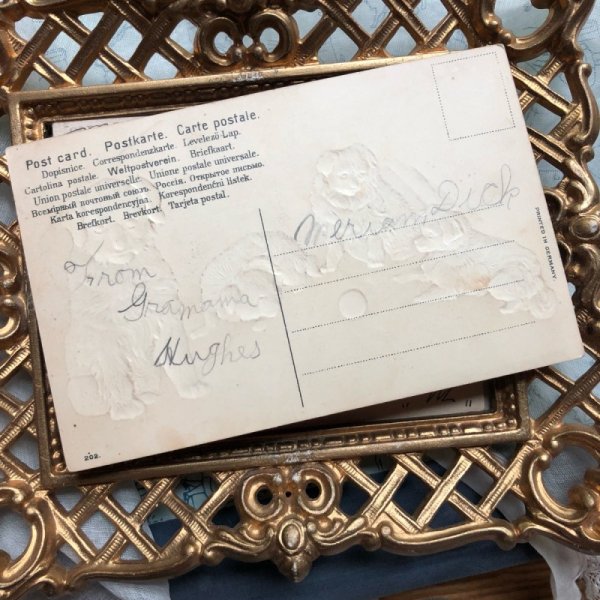 Post card. Postkarte. Carte postale.
Dopisnice. Correspondenzkarte. Levelező-Lap.
Cartolina postale. Weltpostverein. Briefkaart.
Union postale universelle. Unione postale universale.
Всемірный почтовый союзъ. Россія. Открытое письмо.
Karta korespondencyjna. Korespondenční lístek.
Brefkort. Brevkort. Tarjeta postal.
From
Gramama
Hughes
Merriam Dick
PRINTED IN GERMANY
202.